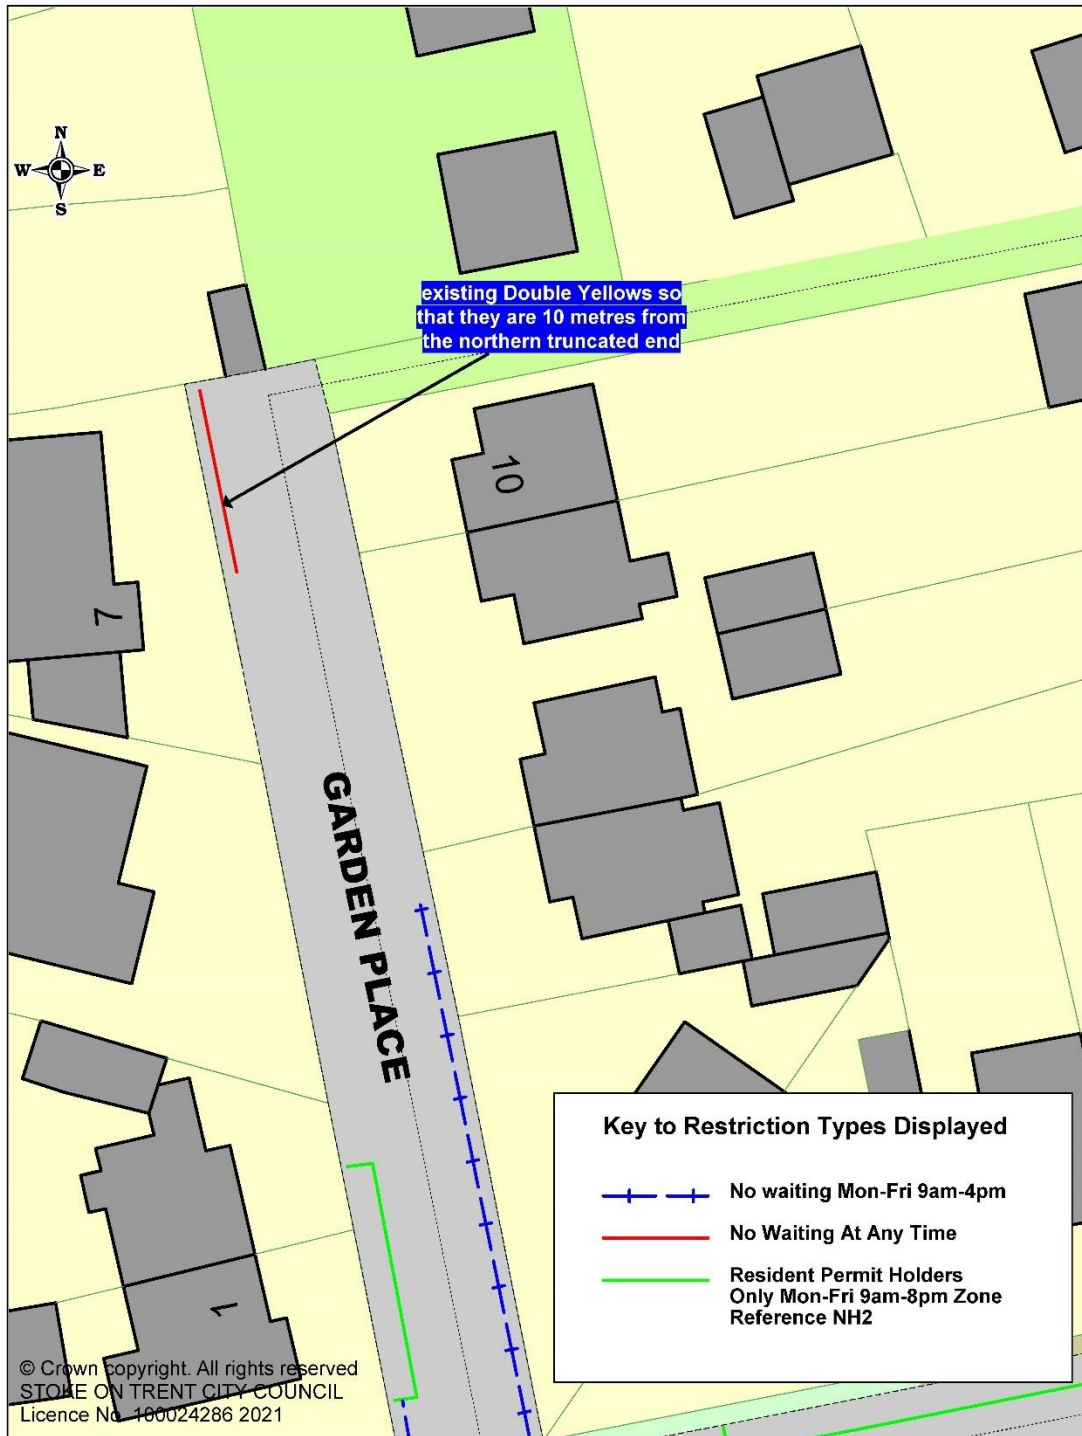 N
W E
S
existing Double Yellows so
that they are 10 metres from
the northern truncated end
10
7
GARDEN PLACE
1
Key to Restriction Types Displayed
No waiting Mon-Fri 9am-4pm
No Waiting At Any Time
Resident Permit Holders
Only Mon-Fri 9am-8pm Zone
Reference NH2
© Crown copyright. All rights reserved
STOKE ON TRENT CITY COUNCIL
Licence No. 100024286 2021